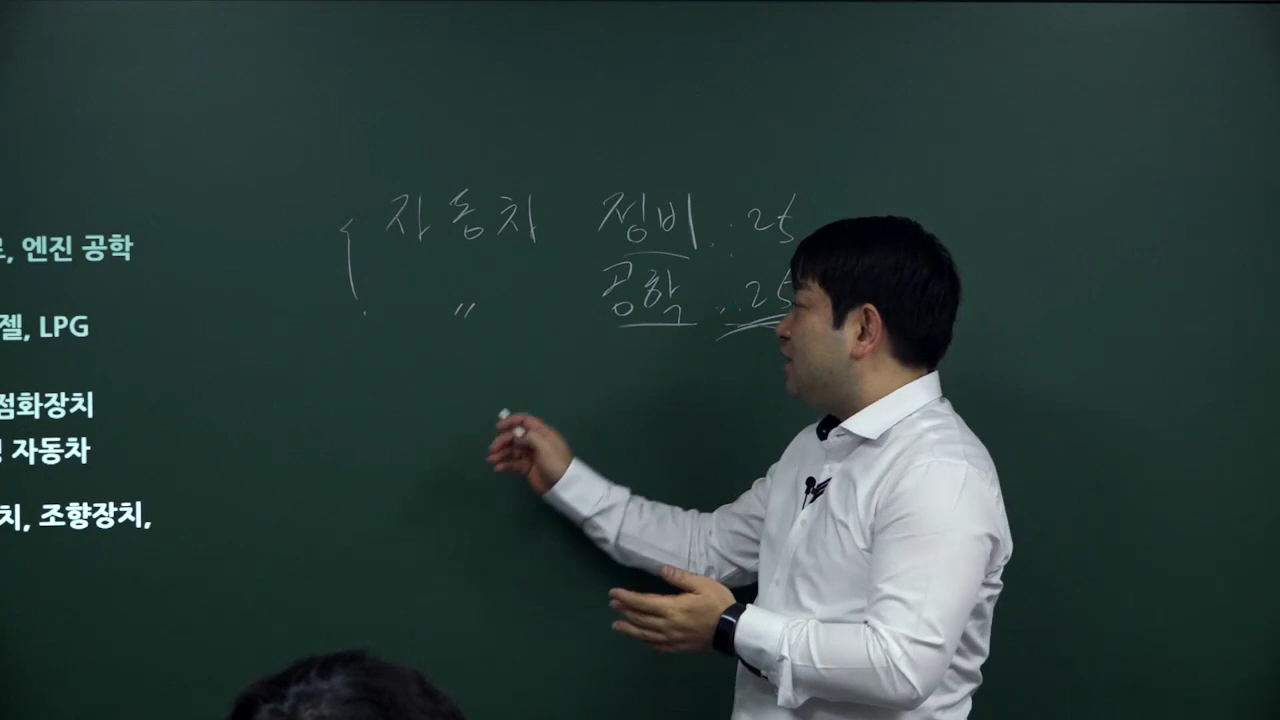 엔진 공학
젤, LPG
점화장치
자동차
치, 조향장치,
자동차 정비 : 25
〃 공학 : 25